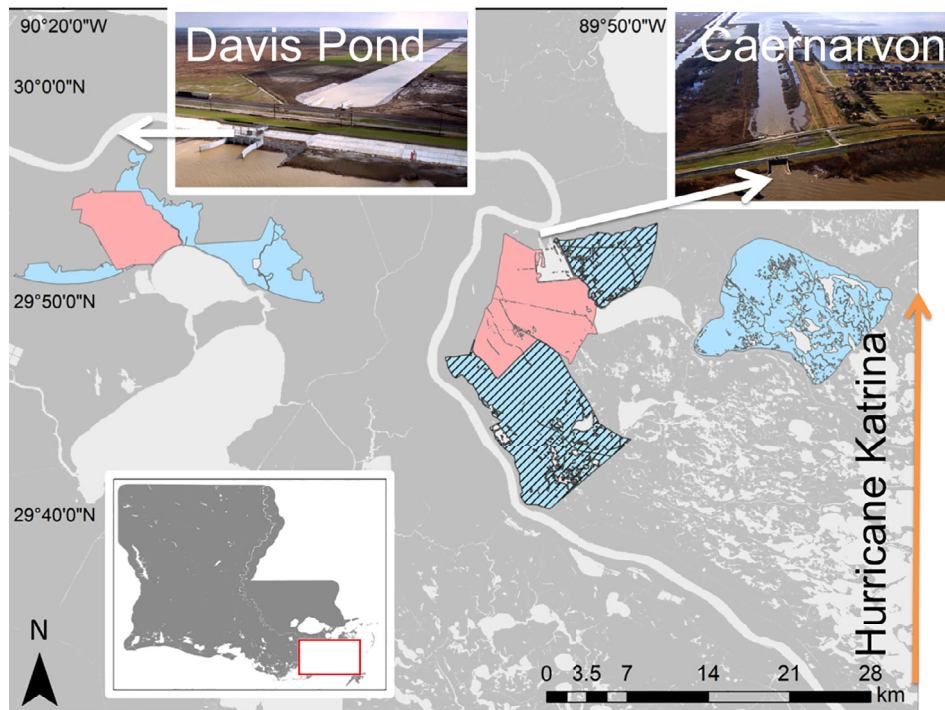 90°20'0"W
89°50'0"W
Davis Pond
Caernarvon
30°0'0"N
29°50'0"N
29°40'0"N
Hurricane Katrina
N
0 3.5 7 14 21 28
km